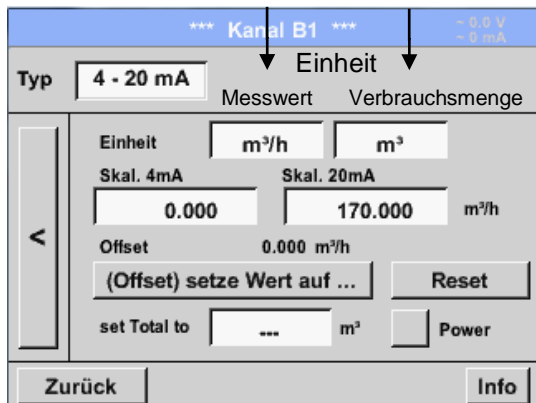 *** Kanal B1 ***
~ 0.0 V
~ 0 mA
Einheit
Typ
4 - 20 mA
Messwert
Verbrauchsmenge
Einheit
m³/h
m³
Skal. 4mA
Skal. 20mA
0.000
170.000
m³/h
<
Offset
0.000 m³/h
(Offset) setze Wert auf ...
Reset
set Total to
---
m³
Power
Zurück
Info